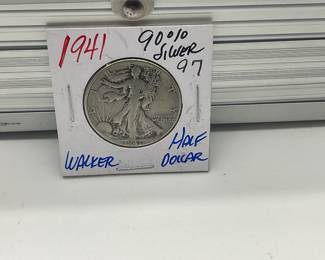 1941 90%
SILVER
97
WALKER HALF
DOLLAR